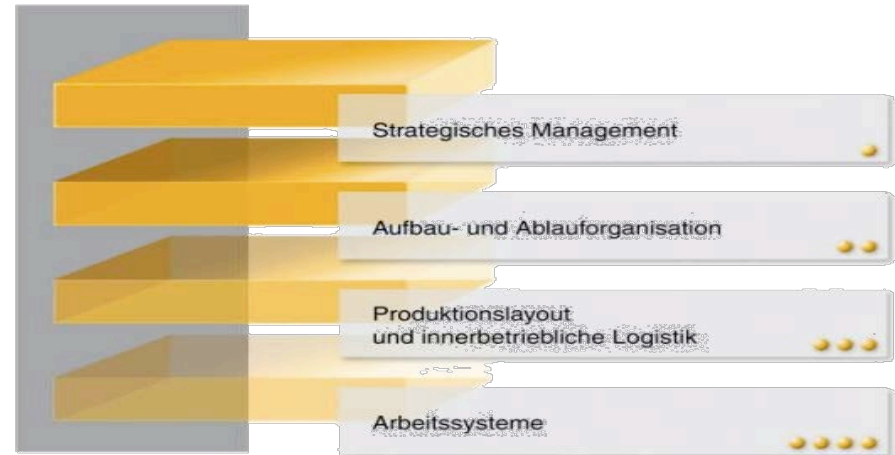 Strategisches Management
Aufbau- und Ablauforganisation
Produktionslayout
und innerbetriebliche Logistik
Arbeitssysteme